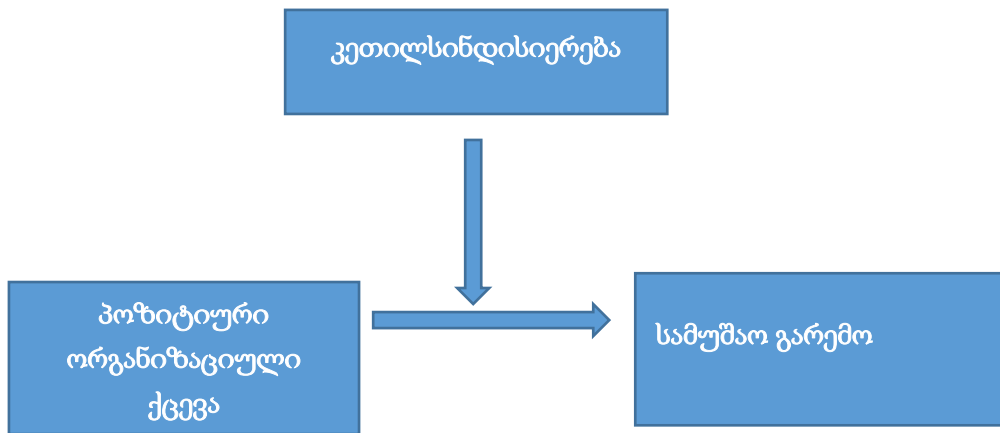 კეთილსინდისიერება
პოზიტიური
ორგანიზაციული
ქცევა
სამუშაო გარემო